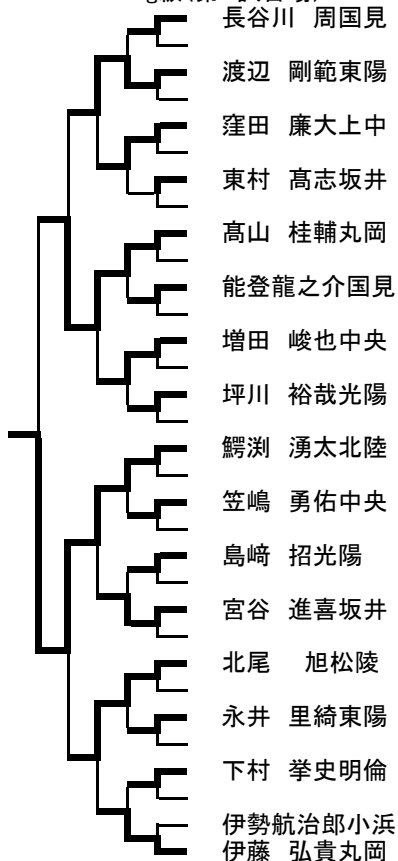 長谷川 周国見
渡辺 剛範東陽
窪田 廉大上中
東村 髙志坂井
髙山 桂輔丸岡
能登龍之介国見
増田 峻也中央
坪川 裕哉光陽
鰐渕 湧太北陸
笠嶋 勇佑中央
島﨑 招光陽
宮谷 進喜坂井
北尾 旭松陵
永井 里綺東陽
下村 挙史明倫
伊勢航治郎小浜
伊藤 弘貴丸岡